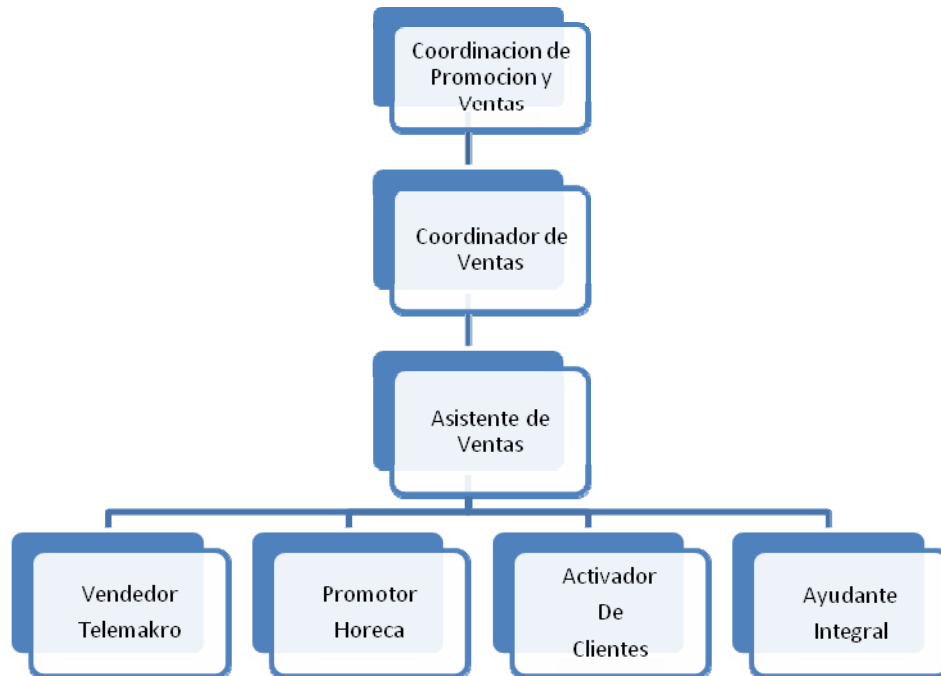 Coordinacion de
Promocion y
Ventas
Coordinador de
Ventas
Asistente de
Ventas
Vendedor
Telemakro
Promotor
Horeca
Activador
De
Clientes
Ayudante
Integral